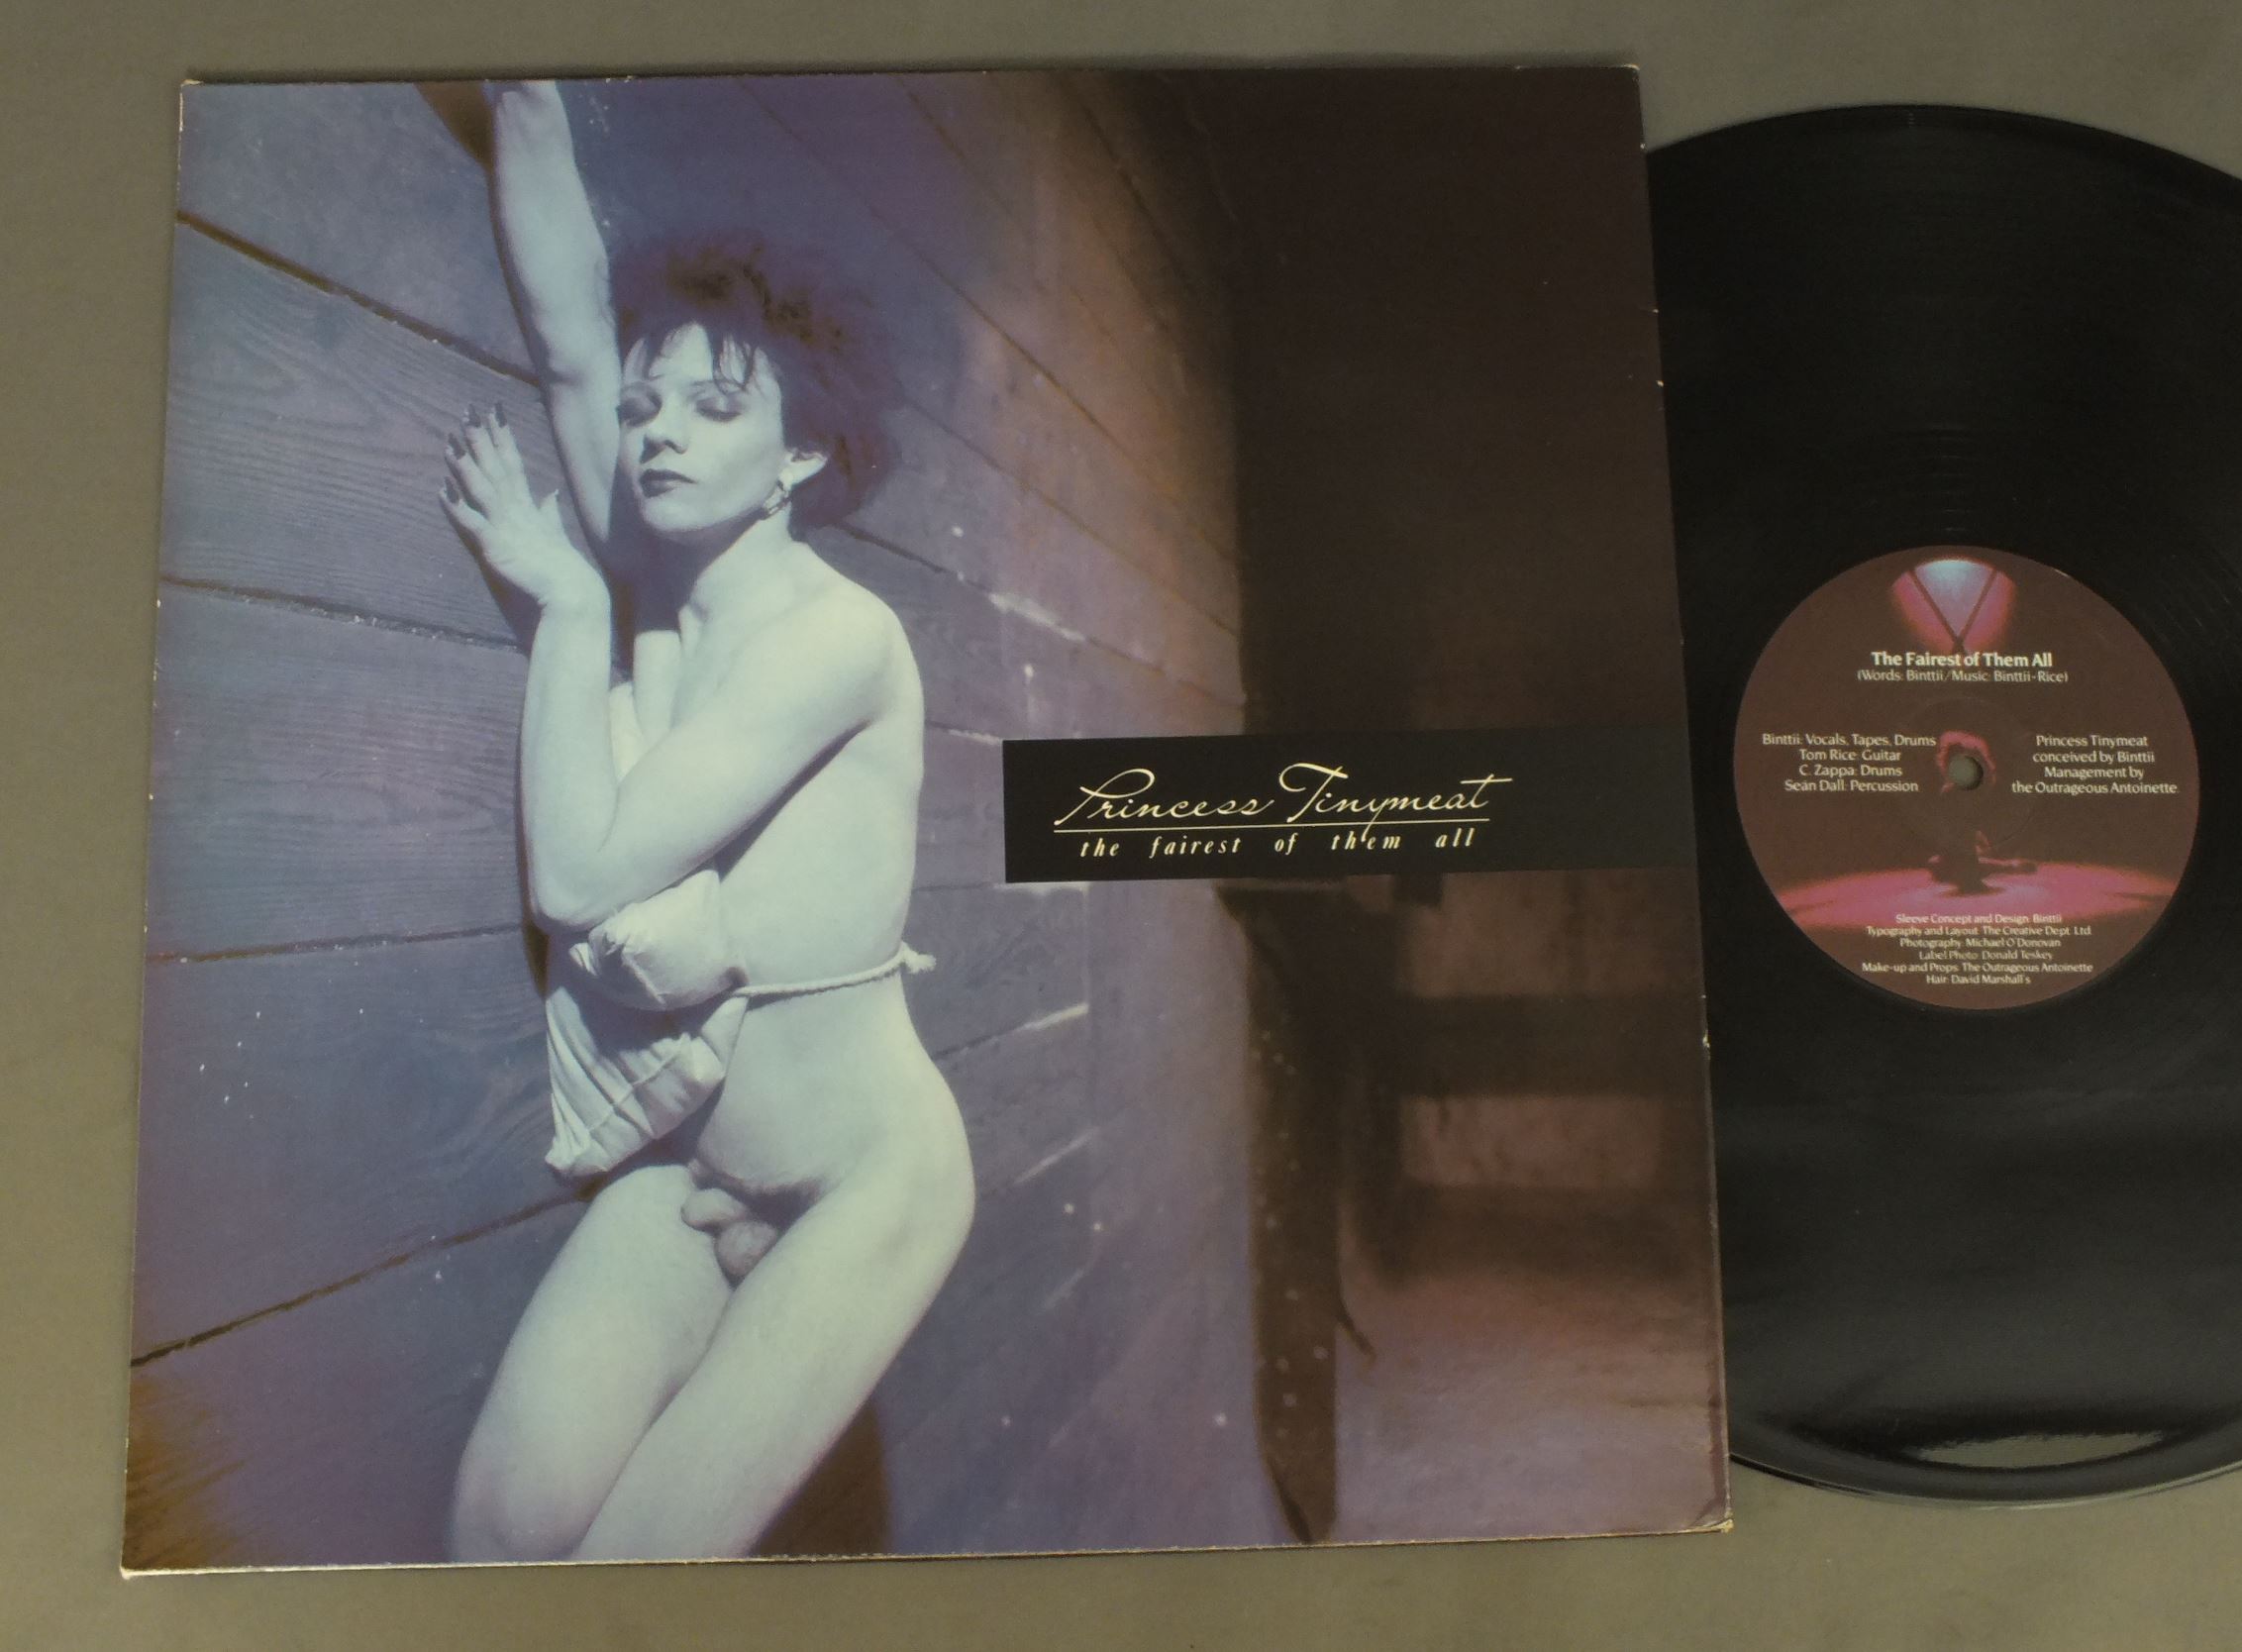 Princess Tinymeat
the fairest of them all
The Fairest of Them All
(Words: Binttii/Music: Binttii-Rice)
Binttii: Vocals, Tapes, Drums
Tom Rice: Guitar
C. Zappa: Drums
Seán Dall: Percussion
Princess Tinymeat
conceived by Binttii
Management by
the Outrageous Antoinette
Sleeve Concept and Design: Binttii
Typography and Layout: The Creative Dept. Ltd.
Photography: Michael O'Donovan
Label Photo: Donald Teskey
Make-up and Props: The Outrageous Antoinette
Hair: David Marshall's